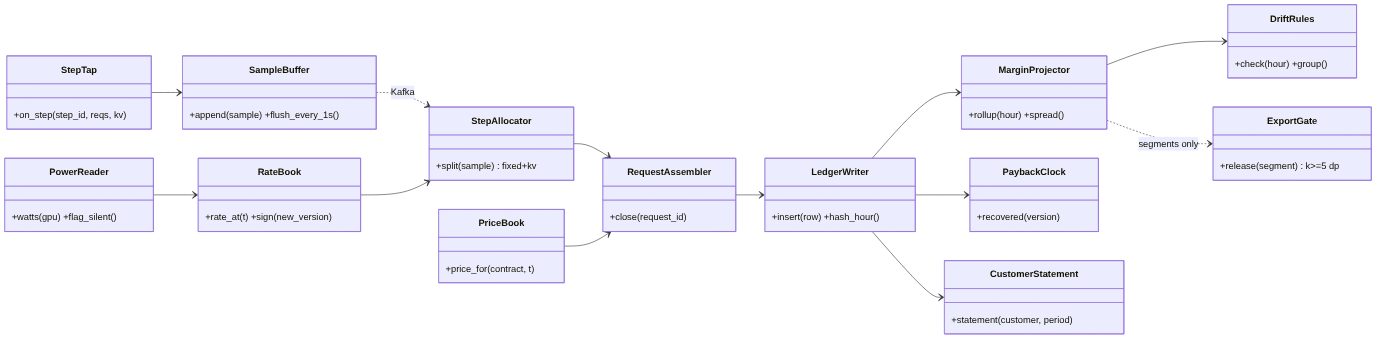 StepTap
+on_step(step_id, reqs, kv)
SampleBuffer
+append(sample) +flush_every_1s()
Kafka
PowerReader
+watts(gpu) +flag_silent()
RateBook
+rate_at(t) +sign(new_version)
StepAllocator
+split(sample) : fixed+kv
PriceBook
+price_for(contract, t)
RequestAssembler
+close(request_id)
LedgerWriter
+insert(row) +hash_hour()
MarginProjector
+rollup(hour) +spread()
segments only
PaybackClock
+recovered(version)
CustomerStatement
+statement(customer, period)
DriftRules
+check(hour) +group()
ExportGate
+release(segment) : k>=5 dp